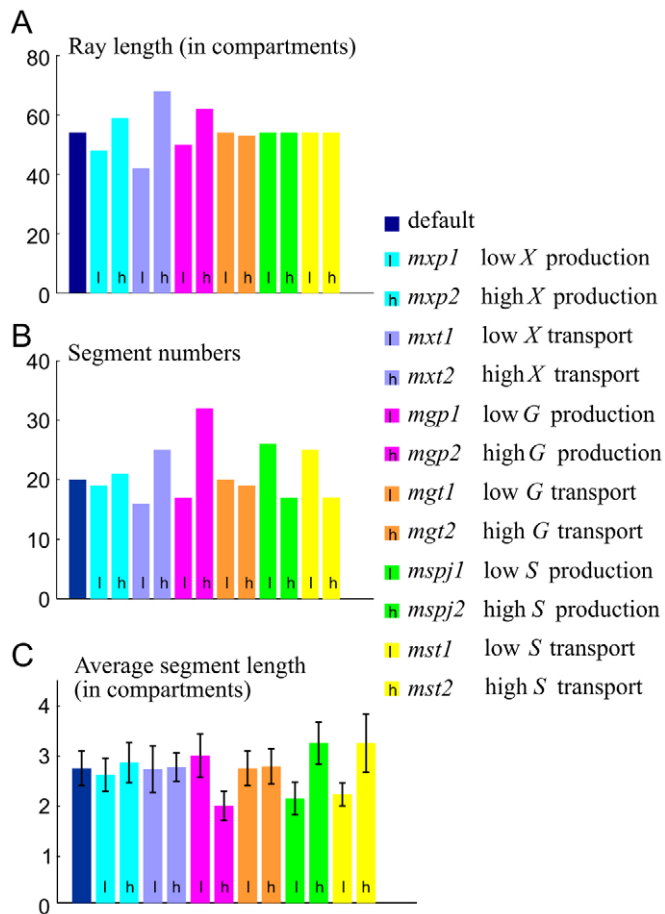 A
Ray length (in compartments)
80
60
40
20
0
l h l h l h l h l h l h
B
Segment numbers
40
30
20
10
0
l h l h l h l h l h l h
C
Average segment length
(in compartments)
4
3
2
1
0
l h l h l h l h l h l h
default
l mxp1 low X production
h mxp2 high X production
l mxt1 low X transport
h mxt2 high X transport
l mgp1 low G production
h mgp2 high G production
l mgt1 low G transport
h mgt2 high G transport
l mspj1 low S production
h mspj2 high S production
l mst1 low S transport
h mst2 high S transport